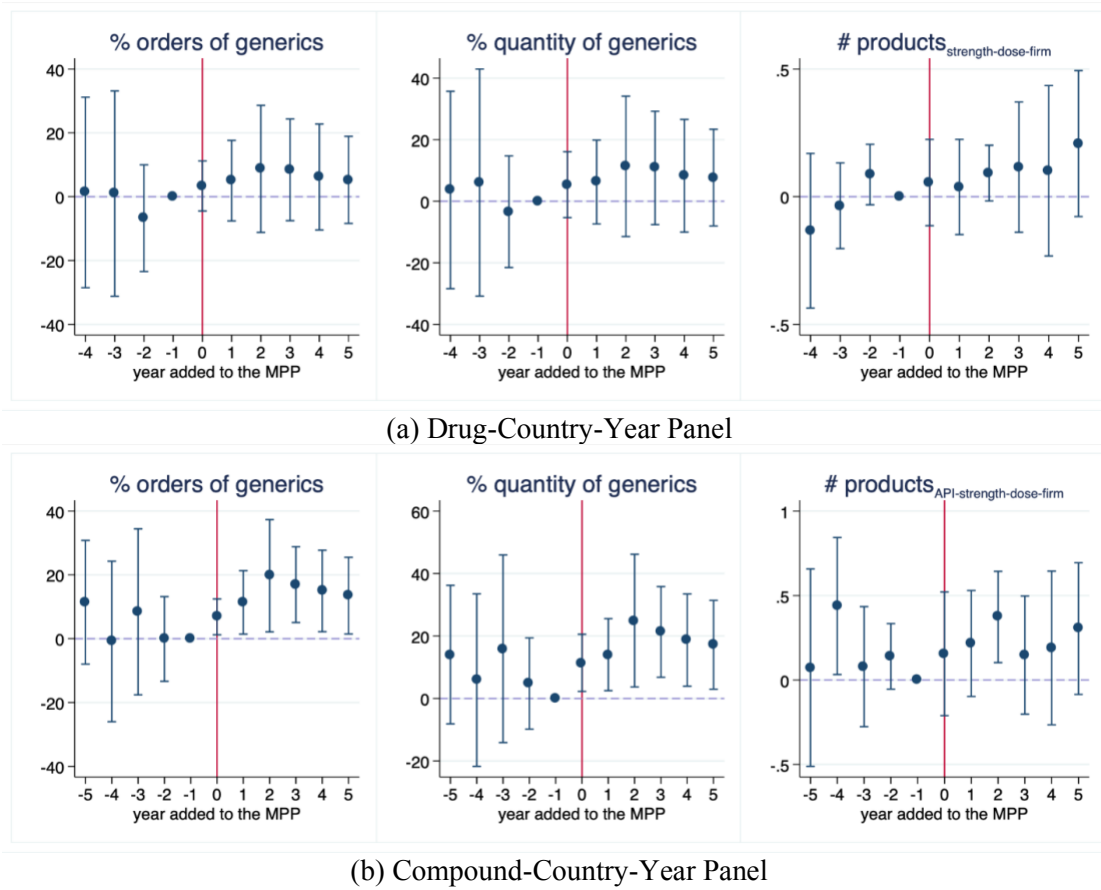 % orders of generics
40
20
0
-20
-40
-4 -3 -2 -1 0 1 2 3 4 5
year added to the MPP
% quantity of generics
40
20
0
-20
-40
-4 -3 -2 -1 0 1 2 3 4 5
year added to the MPP
# products strength-dose-firm
.5
0
-.5
-4 -3 -2 -1 0 1 2 3 4 5
year added to the MPP
(a) Drug-Country-Year Panel
% orders of generics
40
20
0
-20
-40
-5 -4 -3 -2 -1 0 1 2 3 4 5
year added to the MPP
% quantity of generics
60
40
20
0
-20
-5 -4 -3 -2 -1 0 1 2 3 4 5
year added to the MPP
# products API-strength-dose-firm
1
.5
0
-.5
-5 -4 -3 -2 -1 0 1 2 3 4 5
year added to the MPP
(b) Compound-Country-Year Panel